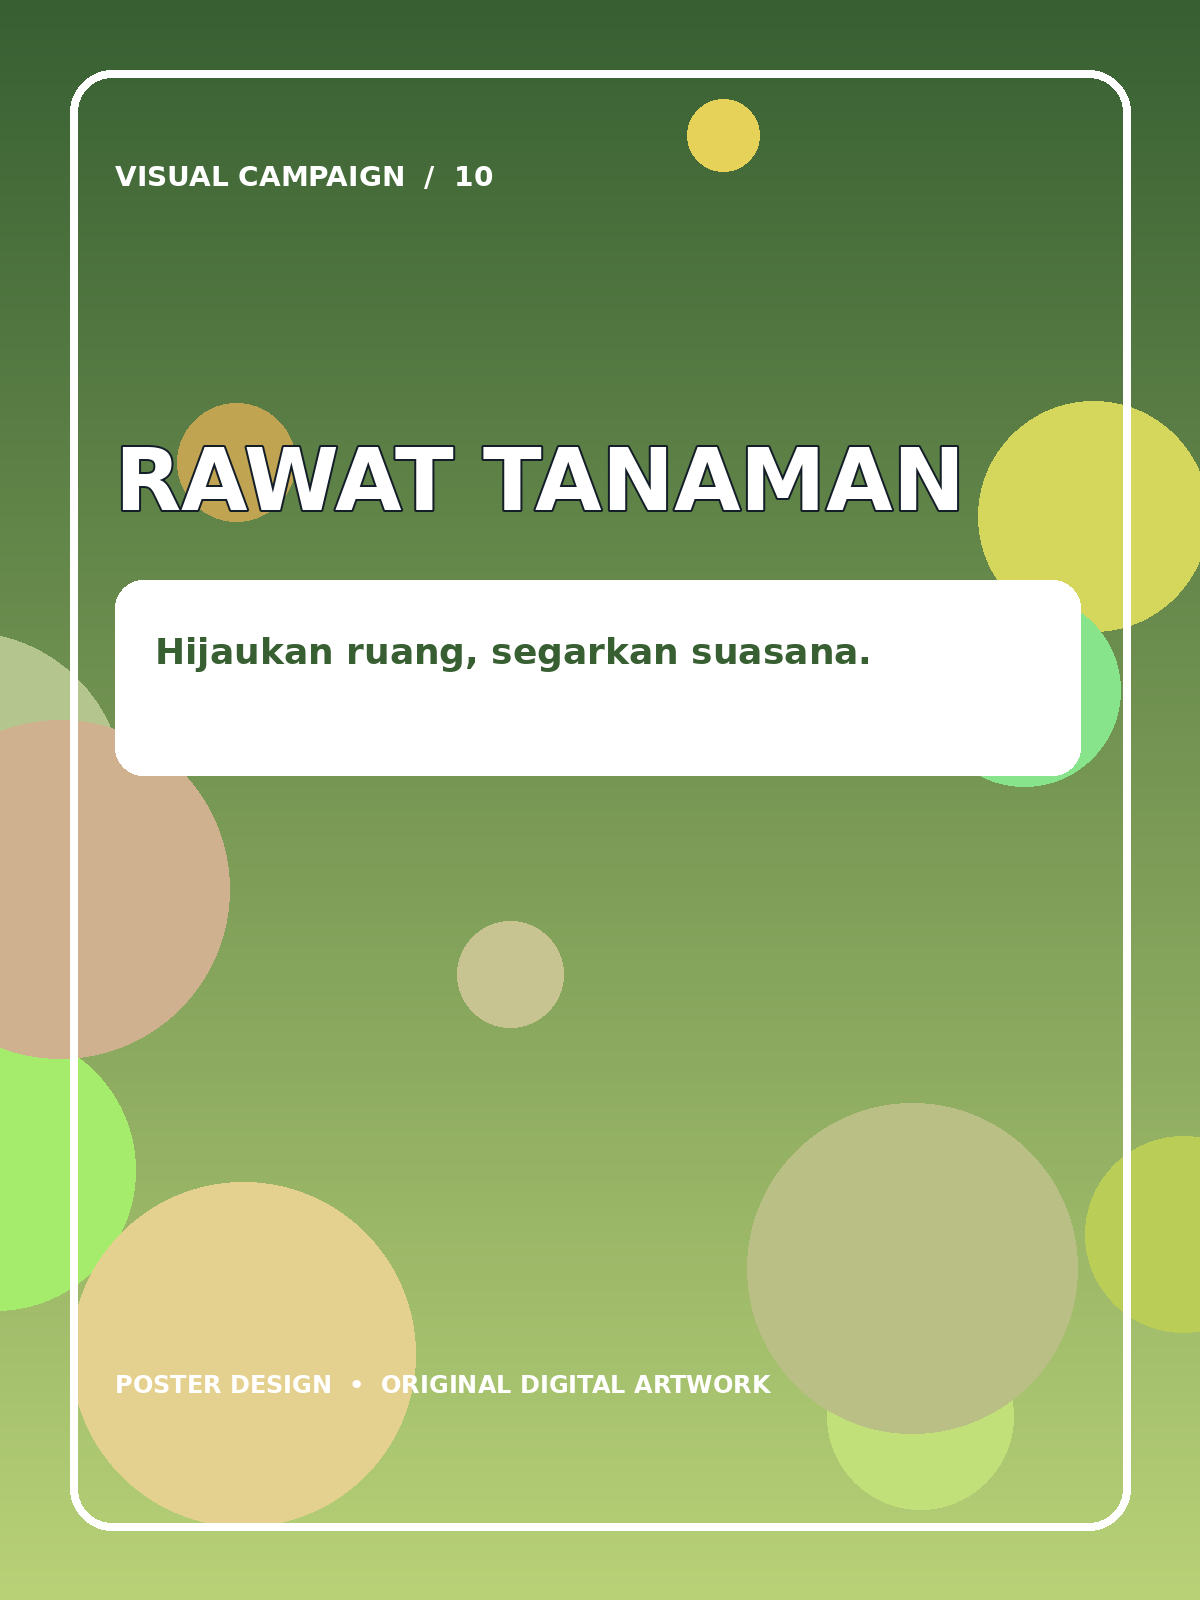 VISUAL CAMPAIGN / 10
RAWAT TANAMAN
Hijaukan ruang, segarkan suasana.
POSTER DESIGN • ORIGINAL DIGITAL ARTWORK